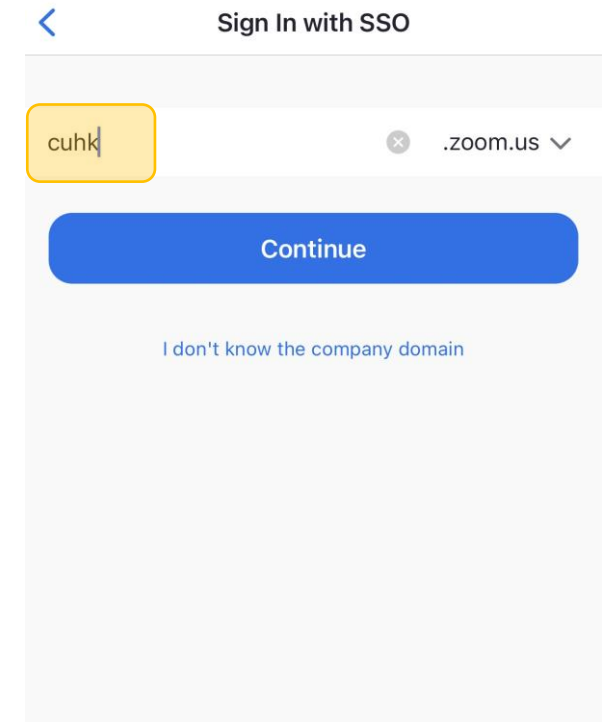 Sign In with SSO
cuhk .zoom.us
Continue
I don't know the company domain